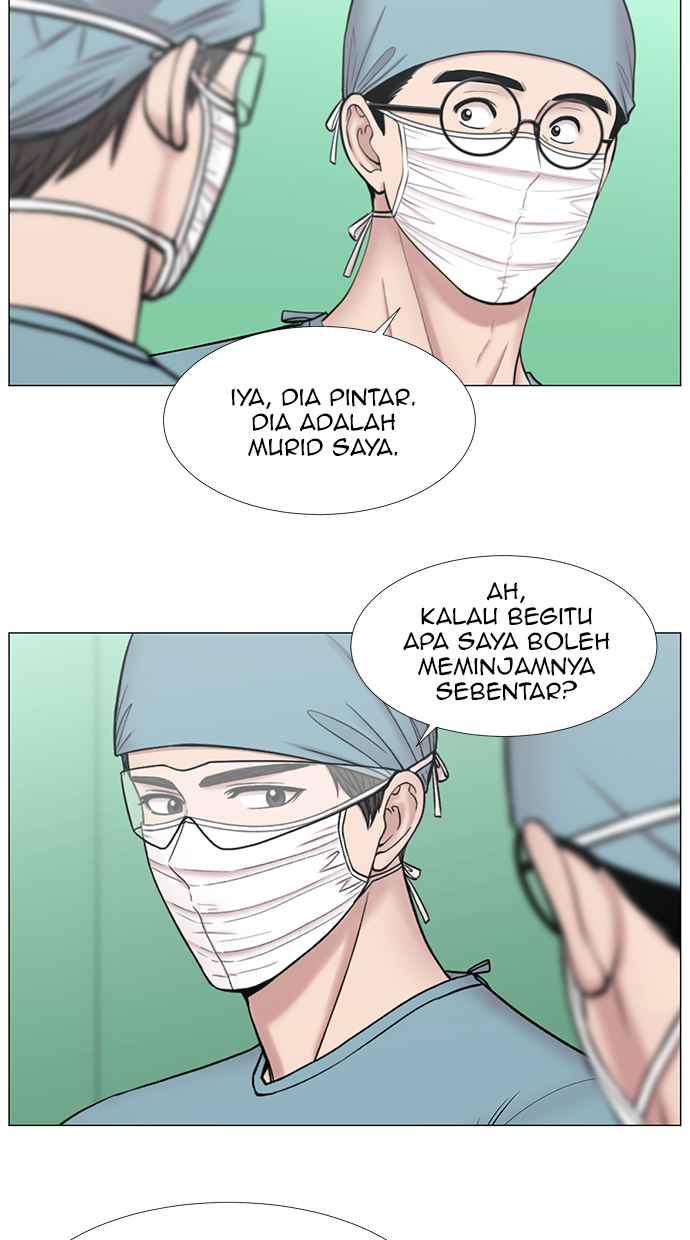 IYA, DIA PINTAR.
DIA ADALAH
MURID SAYA.
AH,
KALAU BEGITU
APA SAYA BOLEH
MEMINJAMNYA
SEBENTAR?